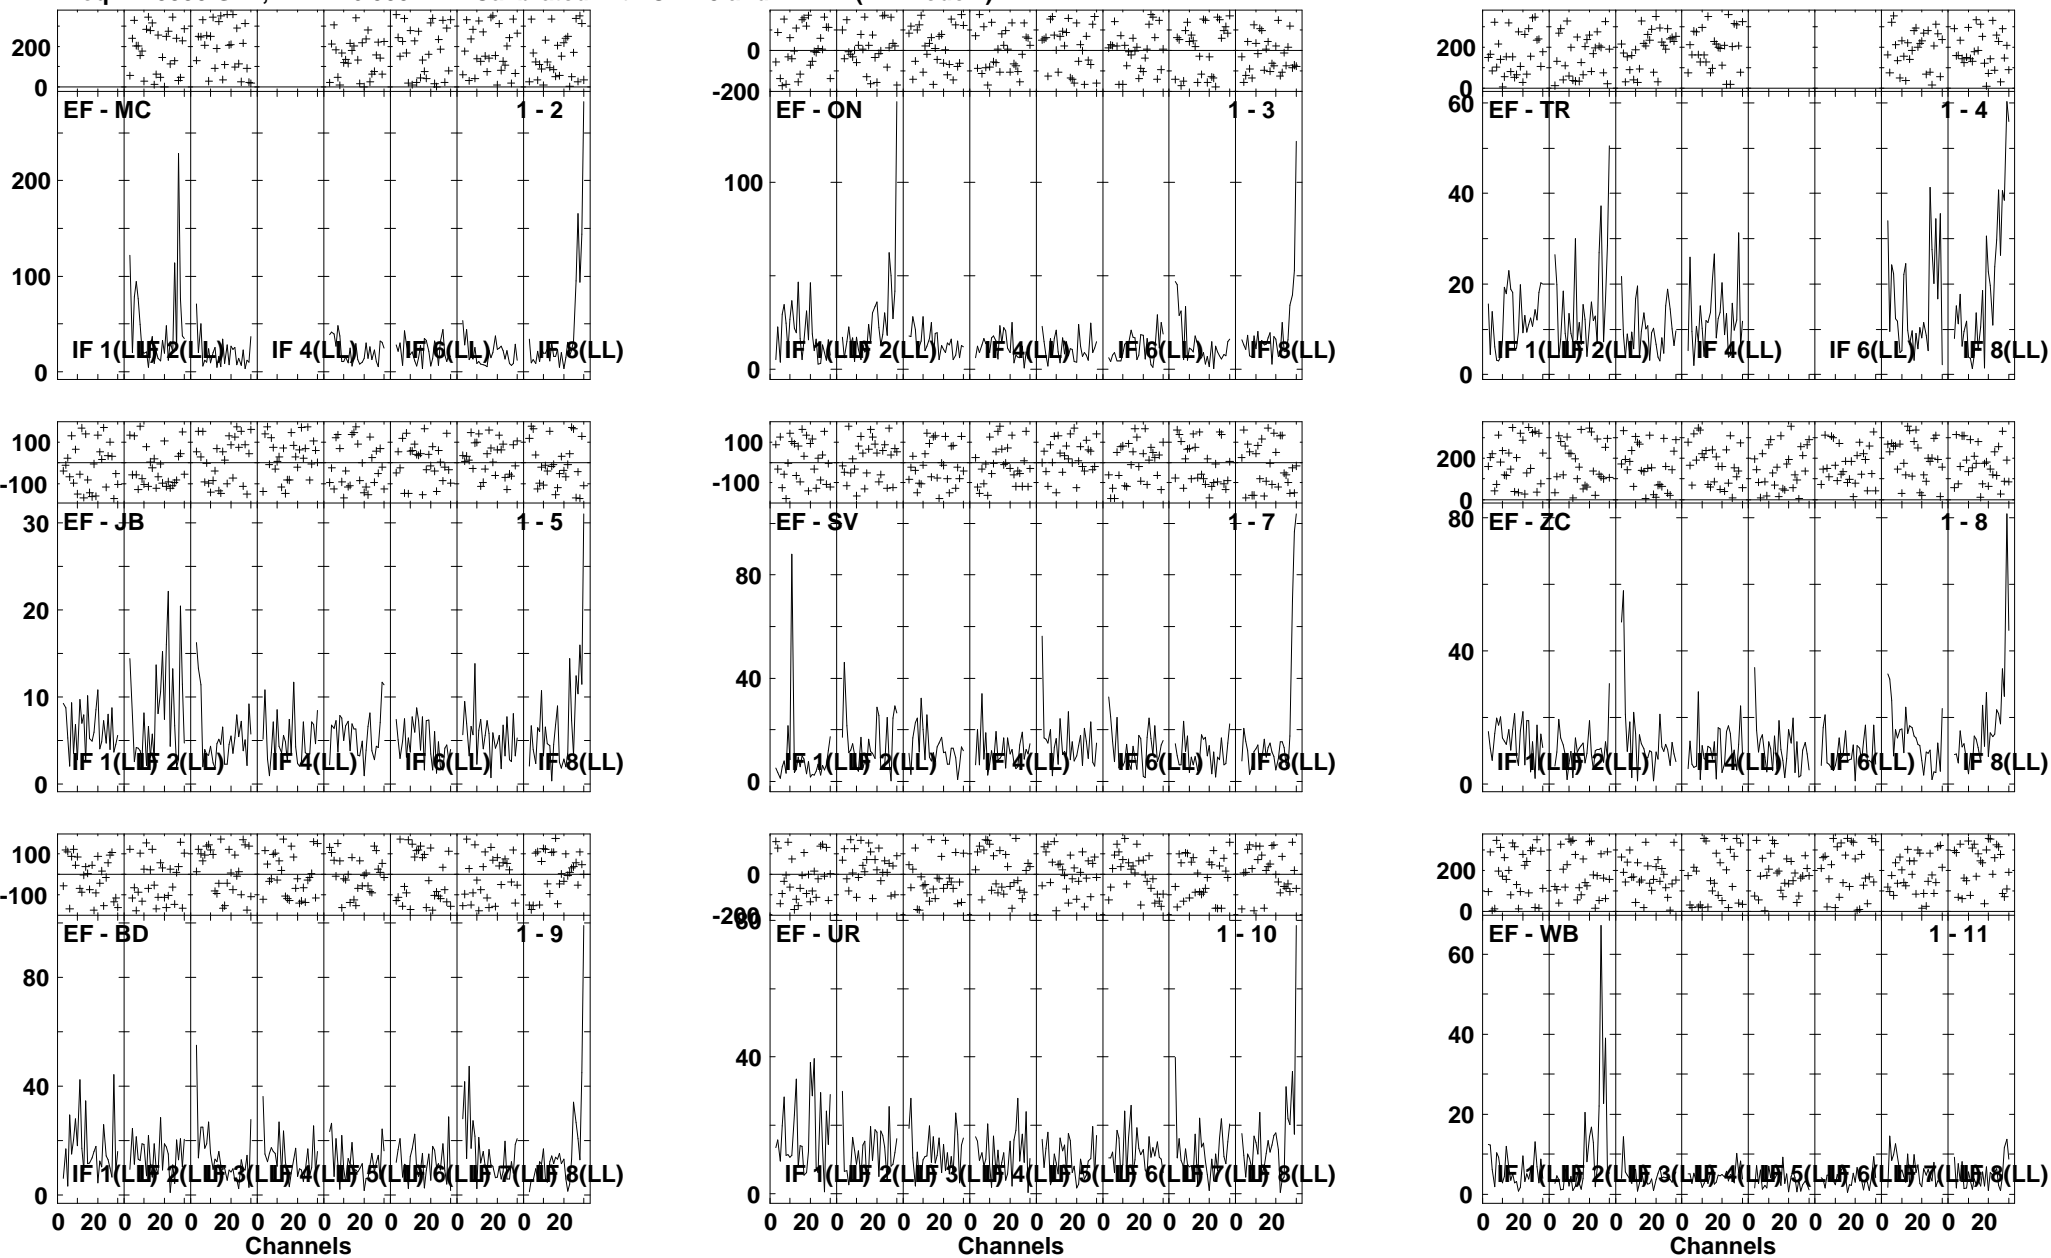 200
0
EF - MC
1 - 2
200
100
0
IF 1(LL)
IF 2(LL)
IF 4(LL)
IF 6(LL)
IF 8(LL)
0
-200
EF - ON
1 - 3
100
0
IF 1(LL)
IF 2(LL)
IF 4(LL)
IF 6(LL)
IF 8(LL)
200
0
60
EF - TR
1 - 4
40
20
0
IF 1(LL)
IF 2(LL)
IF 4(LL)
IF 6(LL)
IF 8(LL)
100
-100
30
EF - JB
1 - 5
20
10
0
IF 1(LL)
IF 2(LL)
IF 4(LL)
IF 6(LL)
IF 8(LL)
100
-100
EF - SV
1 - 7
80
40
0
IF 1(LL)
IF 2(LL)
IF 4(LL)
IF 6(LL)
IF 8(LL)
200
0
80
EF - ZC
1 - 8
40
0
IF 1(LL)
IF 2(LL)
IF 4(LL)
IF 6(LL)
IF 8(LL)
100
-100
EF - BD
1 - 9
80
40
0
IF 1(LL)
IF 2(LL)
IF 3(LL)
IF 4(LL)
IF 5(LL)
IF 6(LL)
IF 7(LL)
IF 8(LL)
0 20 0 20 0 20 0 20 0 20 0 20 0 20 0 20
Channels
0
-200
80
EF - UR
1 - 10
40
0
IF 1(LL)
IF 2(LL)
IF 3(LL)
IF 4(LL)
IF 5(LL)
IF 6(LL)
IF 7(LL)
IF 8(LL)
0 20 0 20 0 20 0 20 0 20 0 20 0 20 0 20
Channels
200
0
EF - WB
1 - 11
60
40
20
0
IF 1(LL)
IF 2(LL)
IF 3(LL)
IF 4(LL)
IF 5(LL)
IF 6(LL)
IF 7(LL)
IF 8(LL)
0 20 0 20 0 20 0 20 0 20 0 20 0 20 0 20
Channels